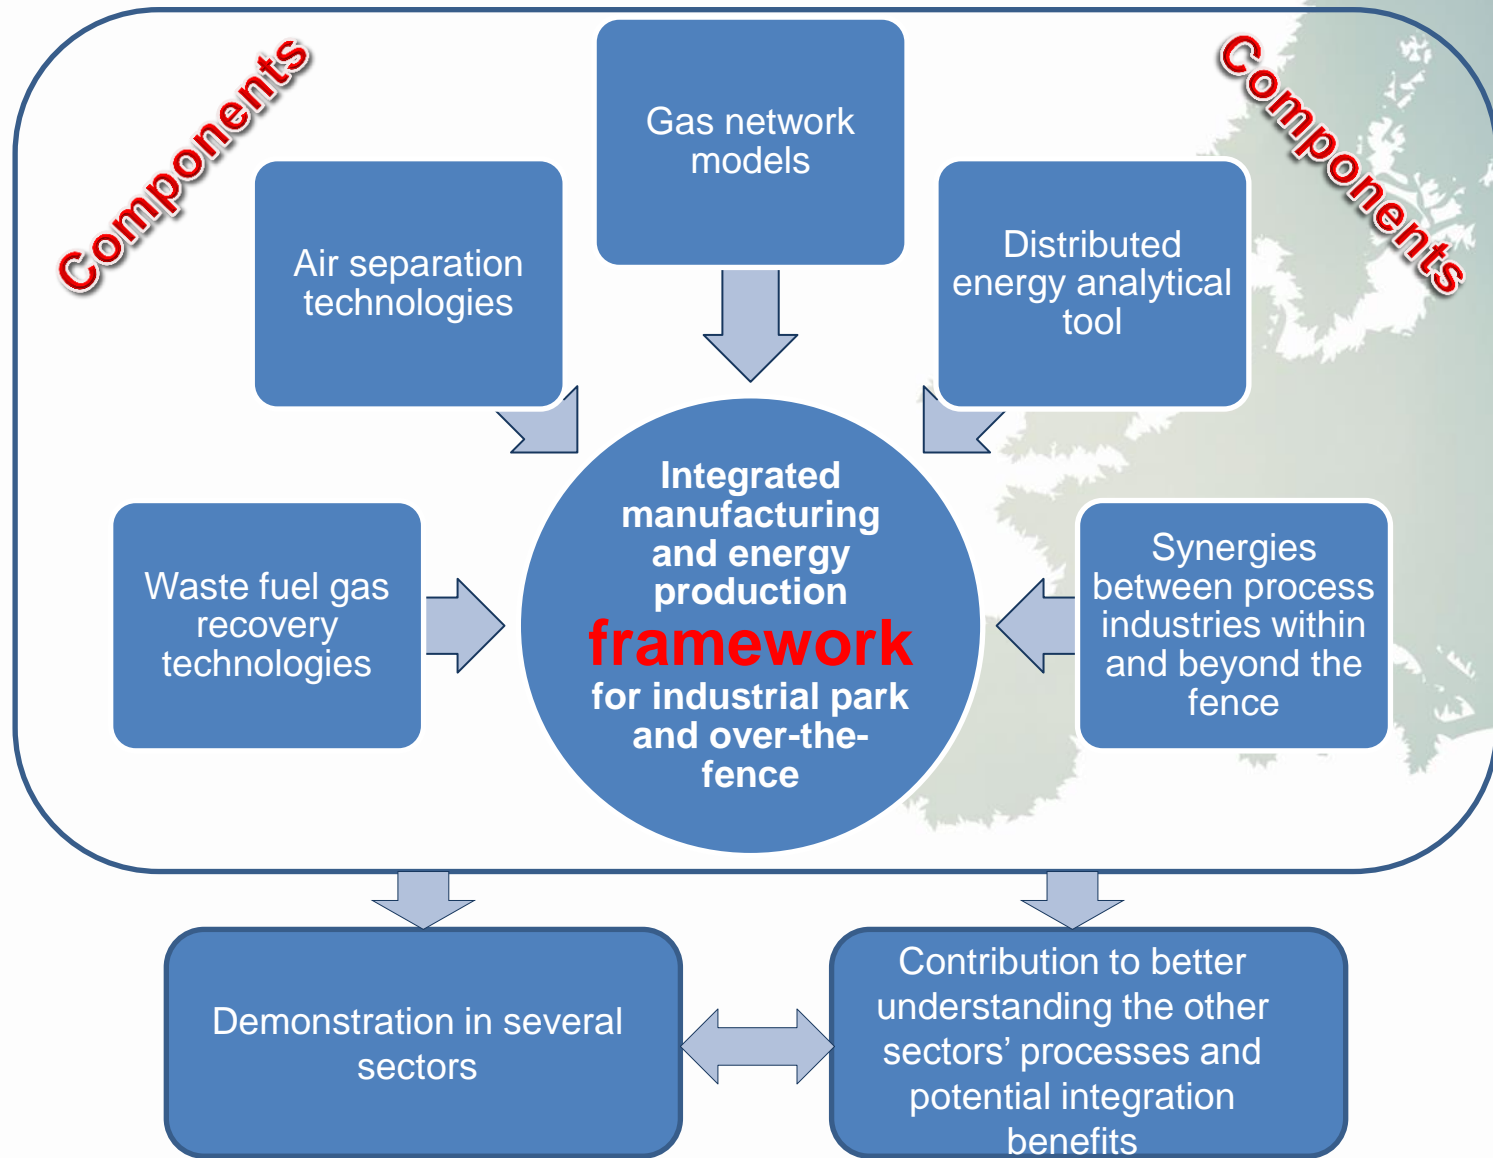 Components
Components
Gas network
models
Air separation
technologies
Distributed
energy analytical
tool
Waste fuel gas
recovery
technologies
Integrated
manufacturing
and energy
production
framework
for industrial park
and over-the-
fence
Synergies
between process
industries within
and beyond the
fence
Demonstration in several
sectors
Contribution to better
understanding the other
sectors’ processes and
potential integration
benefits